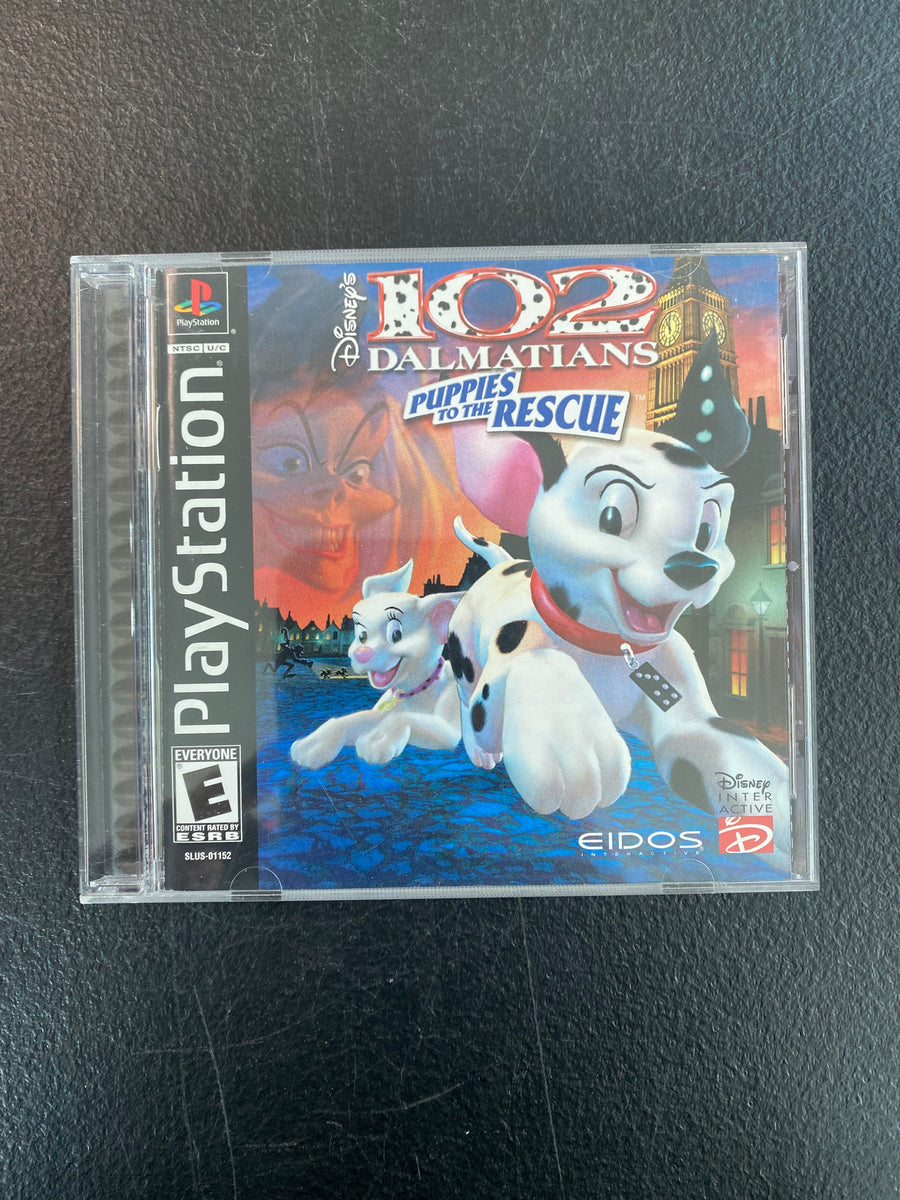 PlayStation
NTSC U/C
PlayStation
EVERYONE
E
CONTENT RATED BY
ESRB
SLUS-01152
DISNEY'S
102
DALMATIANS
PUPPIES
TO THE RESCUE™
EIDOS
INTERACTIVE
DISNEY
INTER
ACTIVE
D